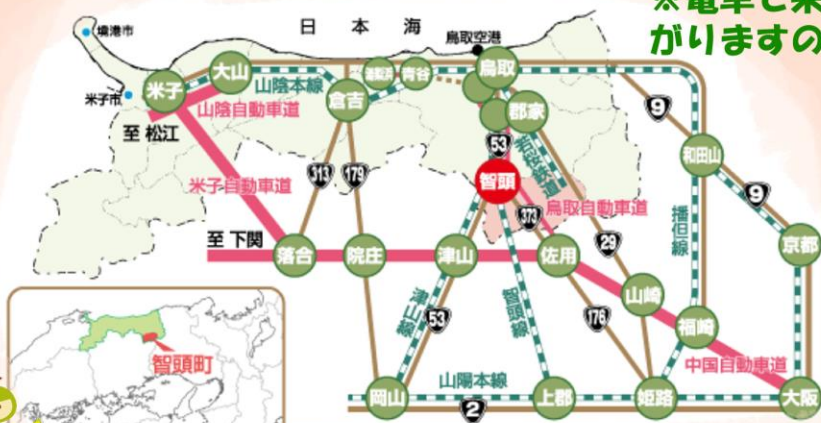 ※電車と来
がりますの
境港市
日本海
鳥取空港
大山
青谷
鳥取
米子
山陰本線
倉吉
郡家
9
米子市
山陰自動車道
至 松江
53
若桜鉄道
和田山
313
179
智頭
9
米子自動車道
373
鳥取自動車道
播但線
至 下関
29
京都
落合
院庄
津山
佐用
山崎
津山線
53
智頭線
176
福崎
智頭町
中国自動車道
山陽本線
岡山
2
上郡
姫路
大阪